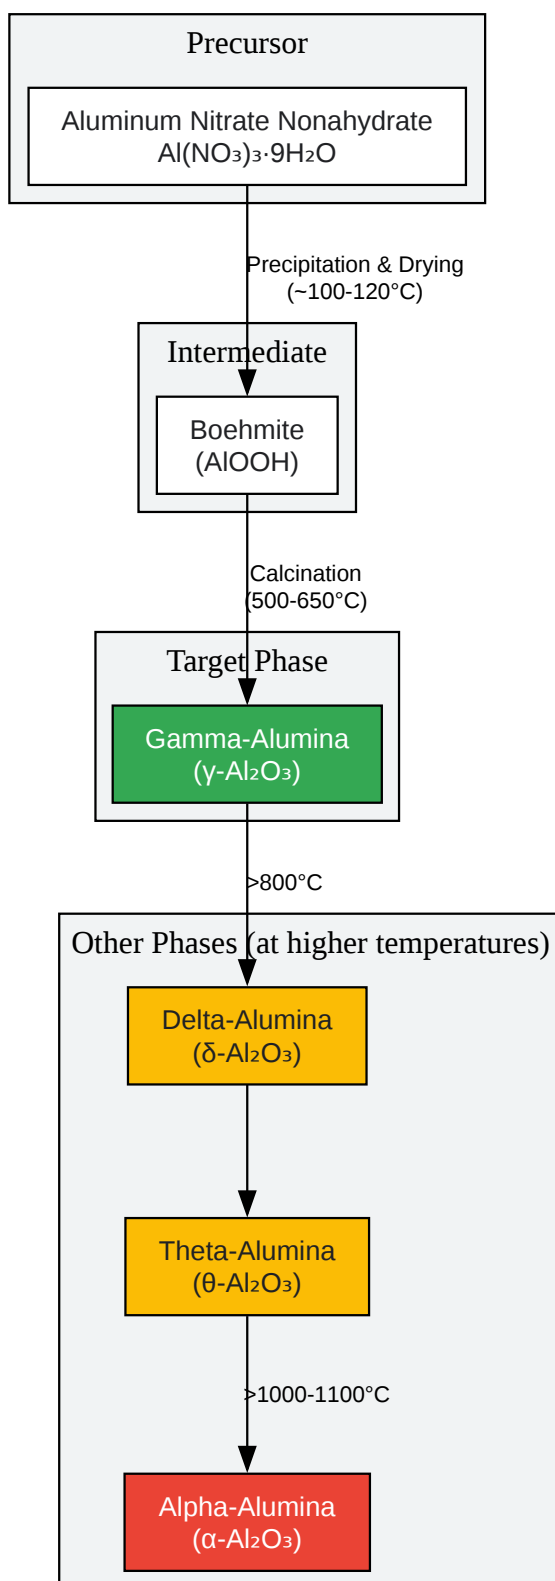 Precursor
Aluminum Nitrate Nonahydrate
Al(NO₃)₃·9H₂O
Precipitation & Drying
(~100-120°C)
Intermediate
Boehmite
(AlOOH)
Calcination
(500-650°C)
Target Phase
Gamma-Alumina
(γ-Al₂O₃)
>800°C
Other Phases (at higher temperatures)
Delta-Alumina
(δ-Al₂O₃)
Theta-Alumina
(θ-Al₂O₃)
>1000-1100°C
Alpha-Alumina
(α-Al₂O₃)